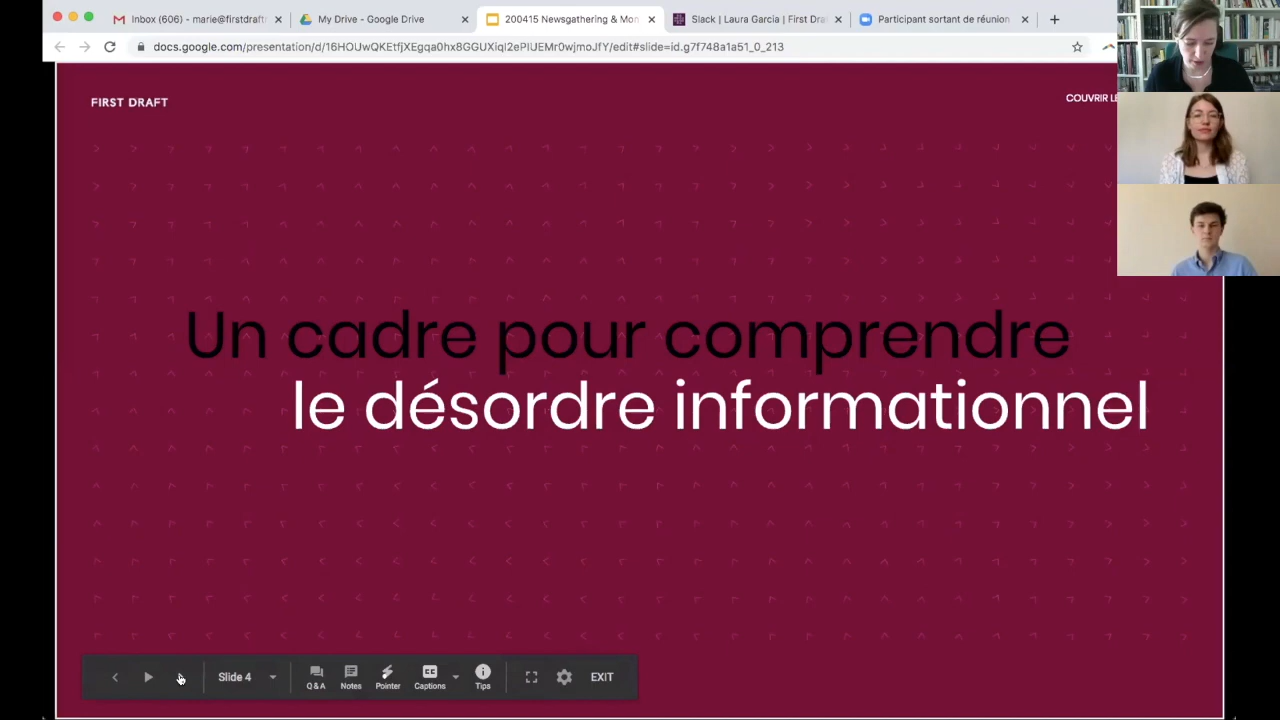 Inbox (606) - marie@firstdraft
My Drive - Google Drive
200415 Newsgathering & Mon
Slack | Laura Garcia | First Dra
Participant sortant de réunion
docs.google.com/presentation/d/16HOUwQKEtfjXEgqa0hx8GGUXiqI2ePIUEMr0wjmoJfY/edit#slide=id.g7f748a1a51_0_213
FIRST DRAFT
COUVRIR LE
Un cadre pour comprendre
le désordre informationnel
Slide 4
Q & A
Notes
Pointer
CC
Captions
Tips
EXIT